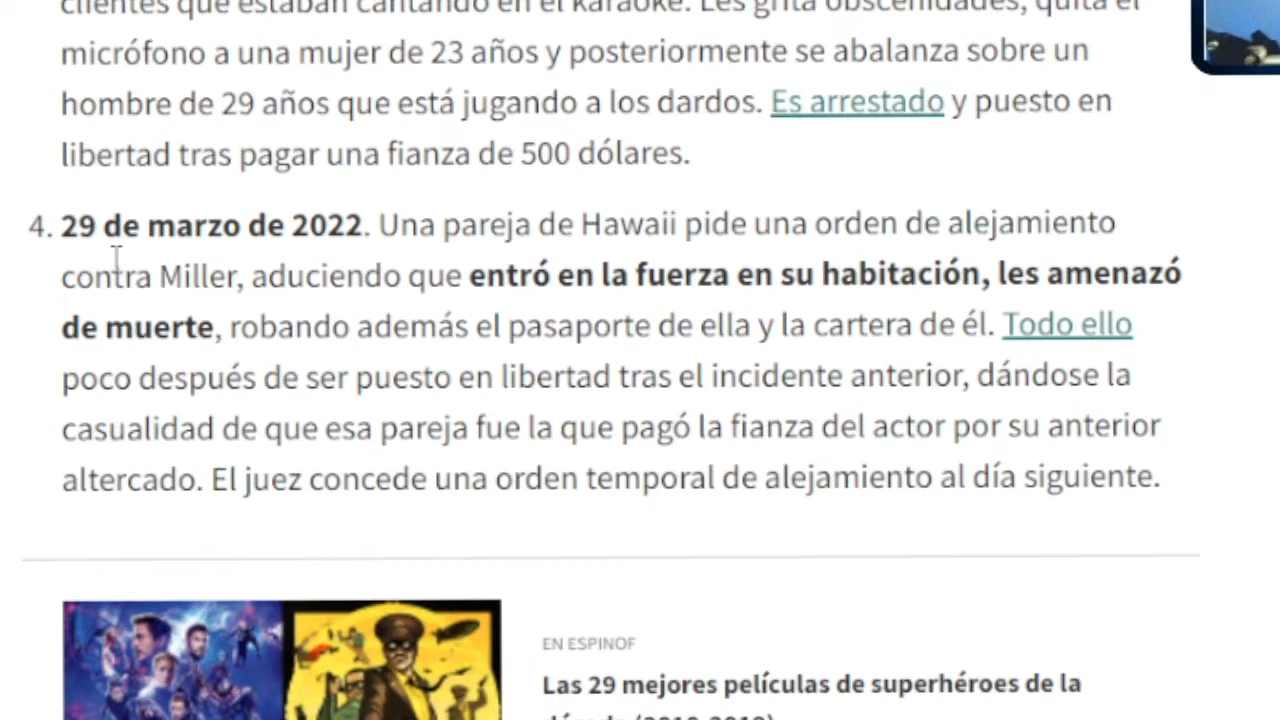 clientes que estaban cantando en el karaoke. Les grita obscenidades, quita el
micrófono a una mujer de 23 años y posteriormente se abalanza sobre un
hombre de 29 años que está jugando a los dardos. Es arrestado y puesto en
libertad tras pagar una fianza de 500 dólares.
4. 29 de marzo de 2022. Una pareja de Hawaii pide una orden de alejamiento
contra Miller, aduciendo que entró en la fuerza en su habitación, les amenazó
de muerte, robando además el pasaporte de ella y la cartera de él. Todo ello
poco después de ser puesto en libertad tras el incidente anterior, dándose la
casualidad de que esa pareja fue la que pagó la fianza del actor por su anterior
altercado. El juez concede una orden temporal de alejamiento al día siguiente.
EN ESPINOF
Las 29 mejores películas de superhéroes de la
década (2010-2019)